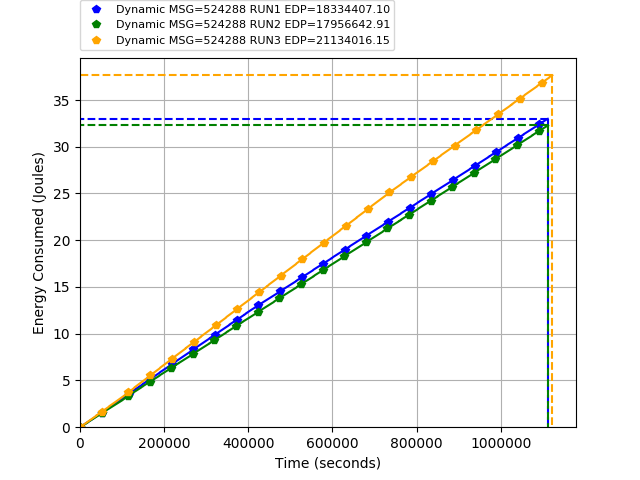 Dynamic MSG=524288 RUN1 EDP=18334407.10
Dynamic MSG=524288 RUN2 EDP=17956642.91
Dynamic MSG=524288 RUN3 EDP=21134016.15
35
30
25
20
15
10
5
0
Energy Consumed (Joules)
0 200000 400000 600000 800000 1000000
Time (seconds)